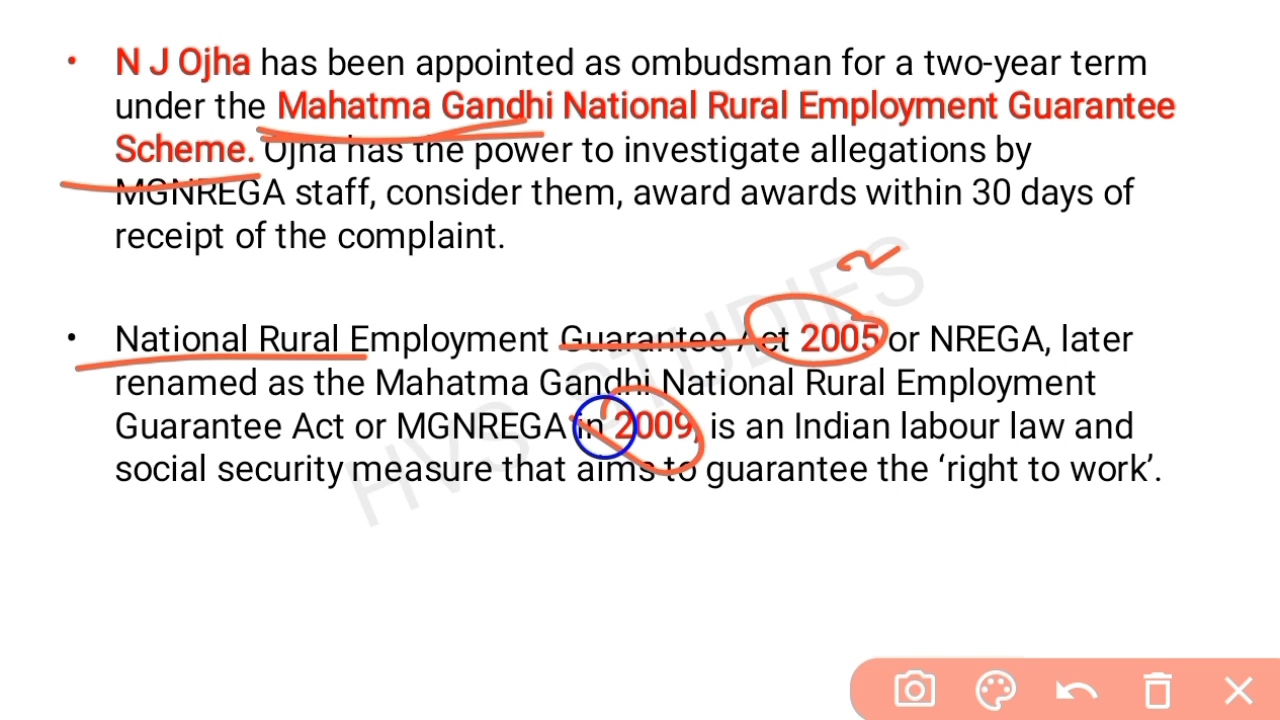 • N J Ojha has been appointed as ombudsman for a two-year term
under the Mahatma Gandhi National Rural Employment Guarantee
Scheme. Ojha has the power to investigate allegations by
MGNREGA staff, consider them, award awards within 30 days of
receipt of the complaint.
• National Rural Employment Guarantee Act 2005 or NREGA, later
renamed as the Mahatma Gandhi National Rural Employment
Guarantee Act or MGNREGA in 2009, is an Indian labour law and
social security measure that aims to guarantee the ‘right to work’.
HVS STUDIES